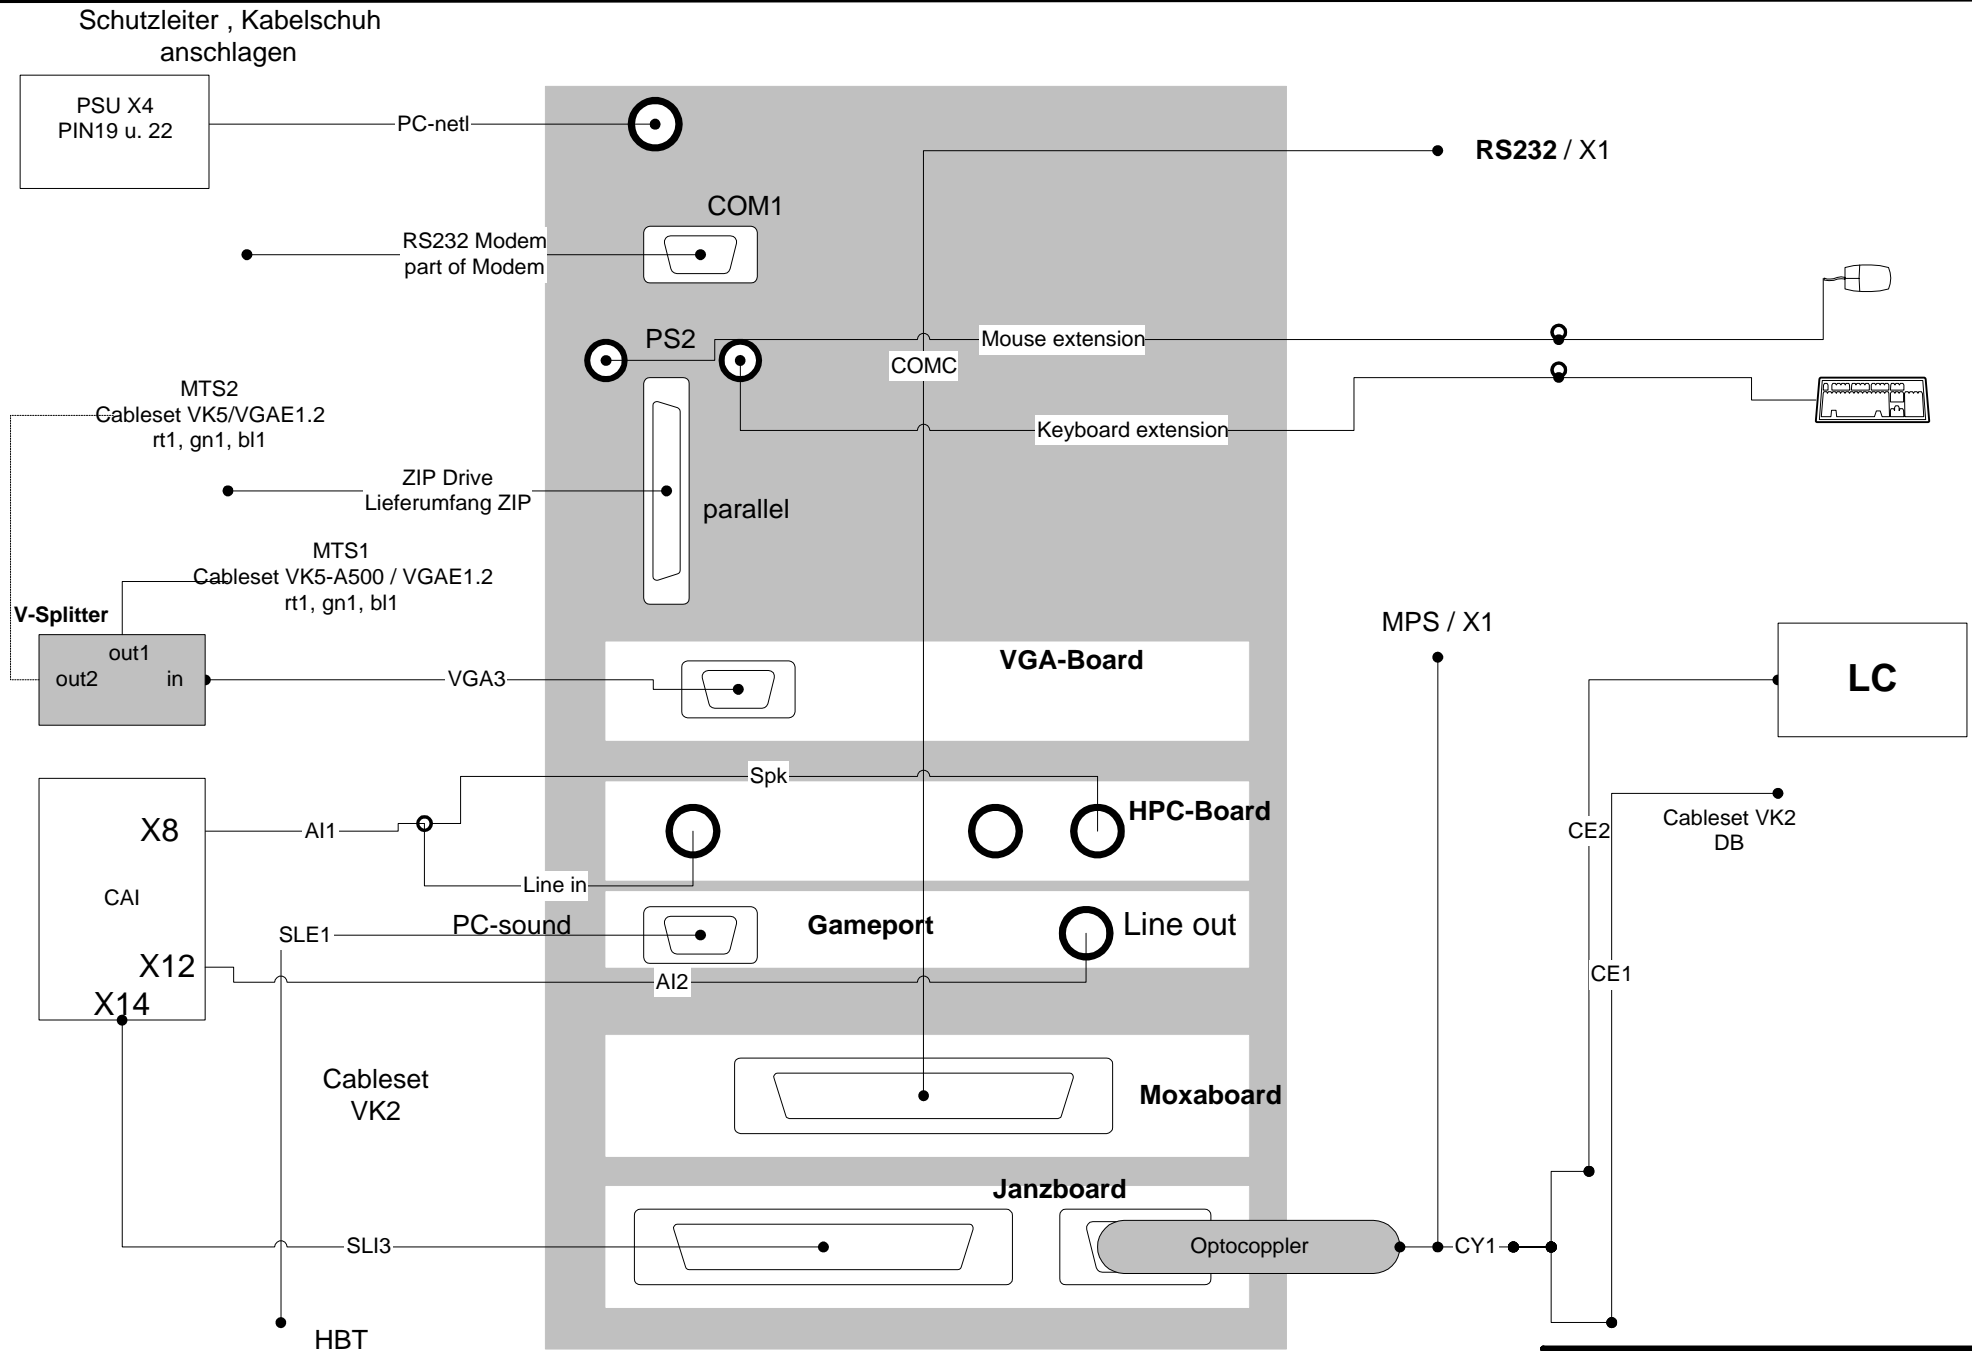 Schutzleiter , Kabelschuh
anschlagen
PSU X4
PIN19 u. 22
PC-netl
RS232 / X1
COM1
RS232 Modem
part of Modem
PS2
Mouse extension
COMC
MTS2
Cableset VK5/VGAE1.2
rt1, gn1, bl1
Keyboard extension
ZIP Drive
Lieferumfang ZIP
parallel
MTS1
Cableset VK5-A500 / VGAE1.2
rt1, gn1, bl1
V-Splitter
out1
out2
in
VGA3
VGA-Board
MPS / X1
LC
Spk
X8
AI1
HPC-Board
CE2
Cableset VK2
DB
Line in
CAI
SLE1
PC-sound
Gameport
Line out
X12
AI2
CE1
X14
Cableset
VK2
Moxaboard
Janzboard
SLI3
Optocoppler
CY1
HBT